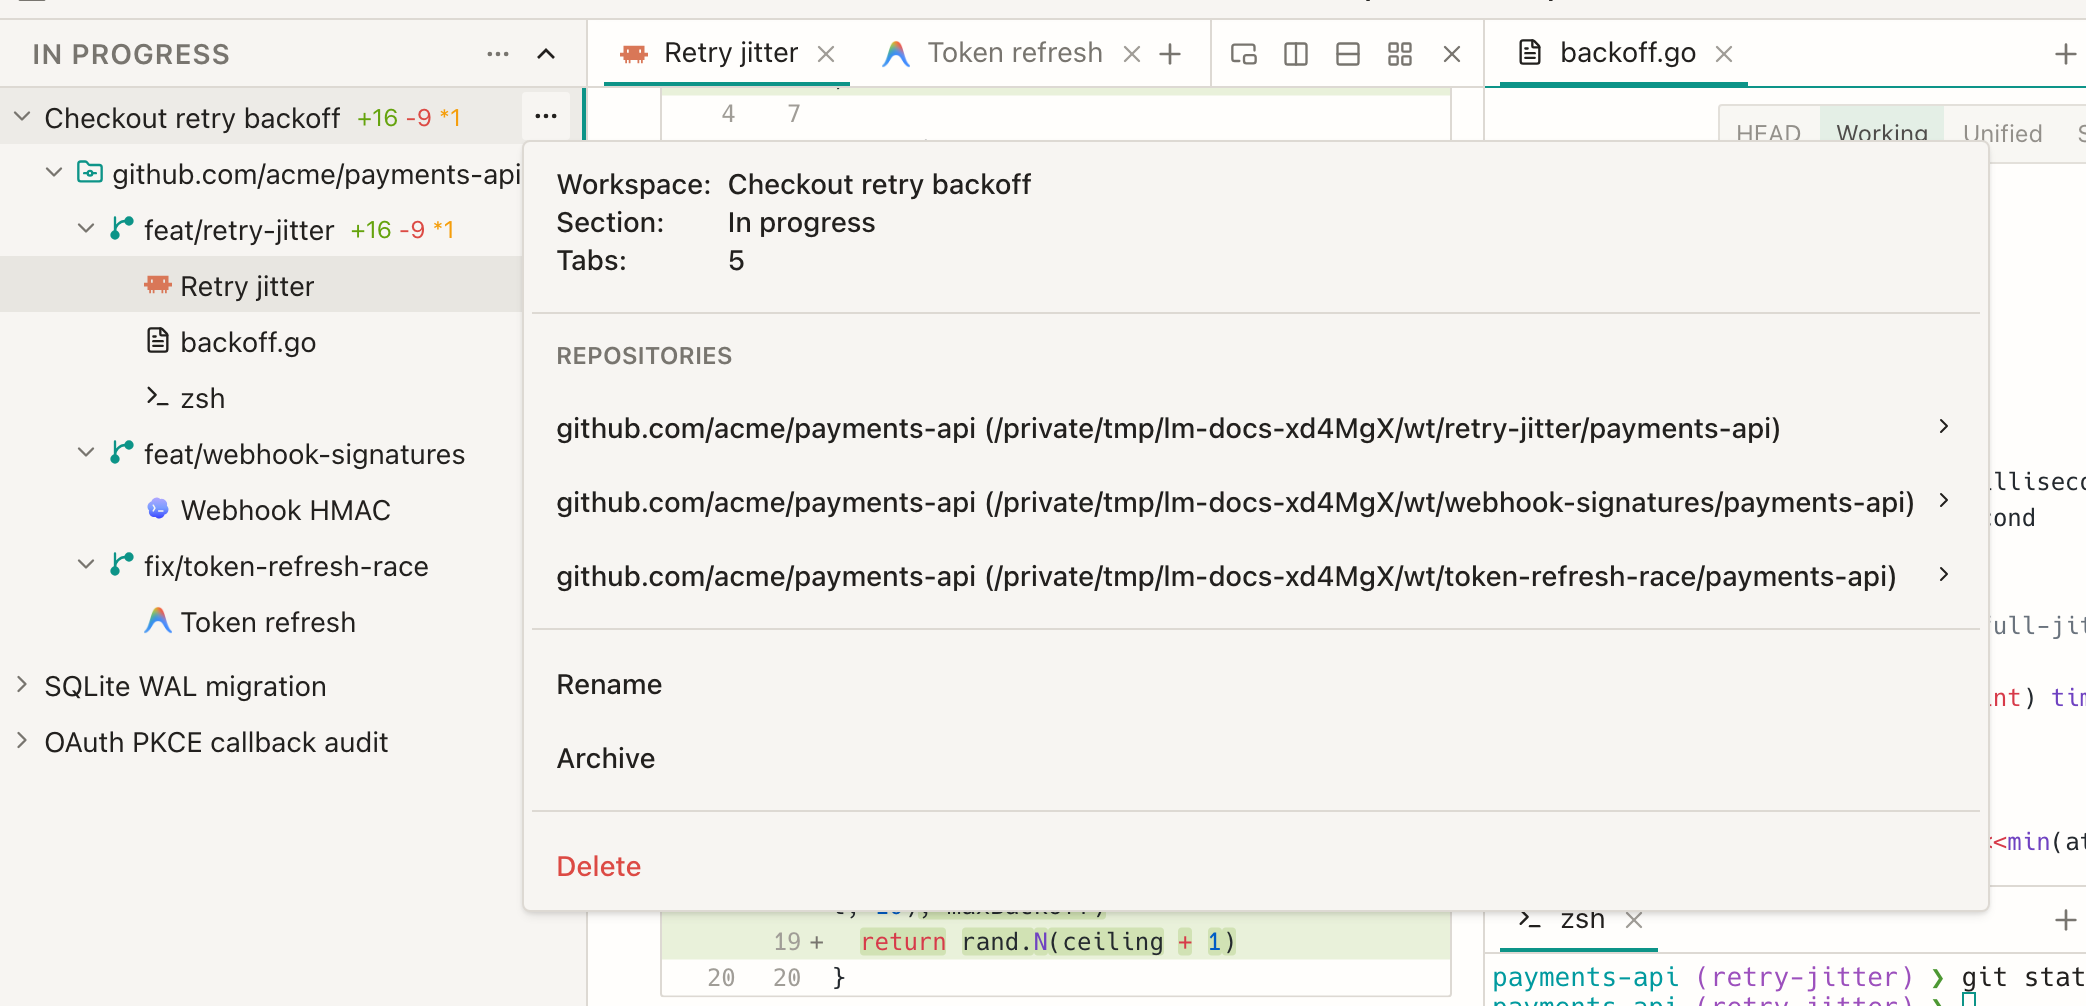 IN PROGRESS
Checkout retry backoff +16 -9 *1
github.com/acme/payments-api
feat/retry-jitter +16 -9 *1
Retry jitter
backoff.go
zsh
feat/webhook-signatures
Webhook HMAC
fix/token-refresh-race
Token refresh
SQLite WAL migration
OAuth PKCE callback audit
Retry jitter
Token refresh
backoff.go
4 7
HEAD Working Unified
Workspace: Checkout retry backoff
Section: In progress
Tabs: 5
REPOSITORIES
github.com/acme/payments-api (/private/tmp/lm-docs-xd4MgX/wt/retry-jitter/payments-api)
github.com/acme/payments-api (/private/tmp/lm-docs-xd4MgX/wt/webhook-signatures/payments-api)
github.com/acme/payments-api (/private/tmp/lm-docs-xd4MgX/wt/token-refresh-race/payments-api)
Rename
Archive
Delete
nt) tim
<min(at
19 + return rand.N(ceiling + 1)
20 20 }
zsh
payments-api (retry-jitter) ❯ git stat